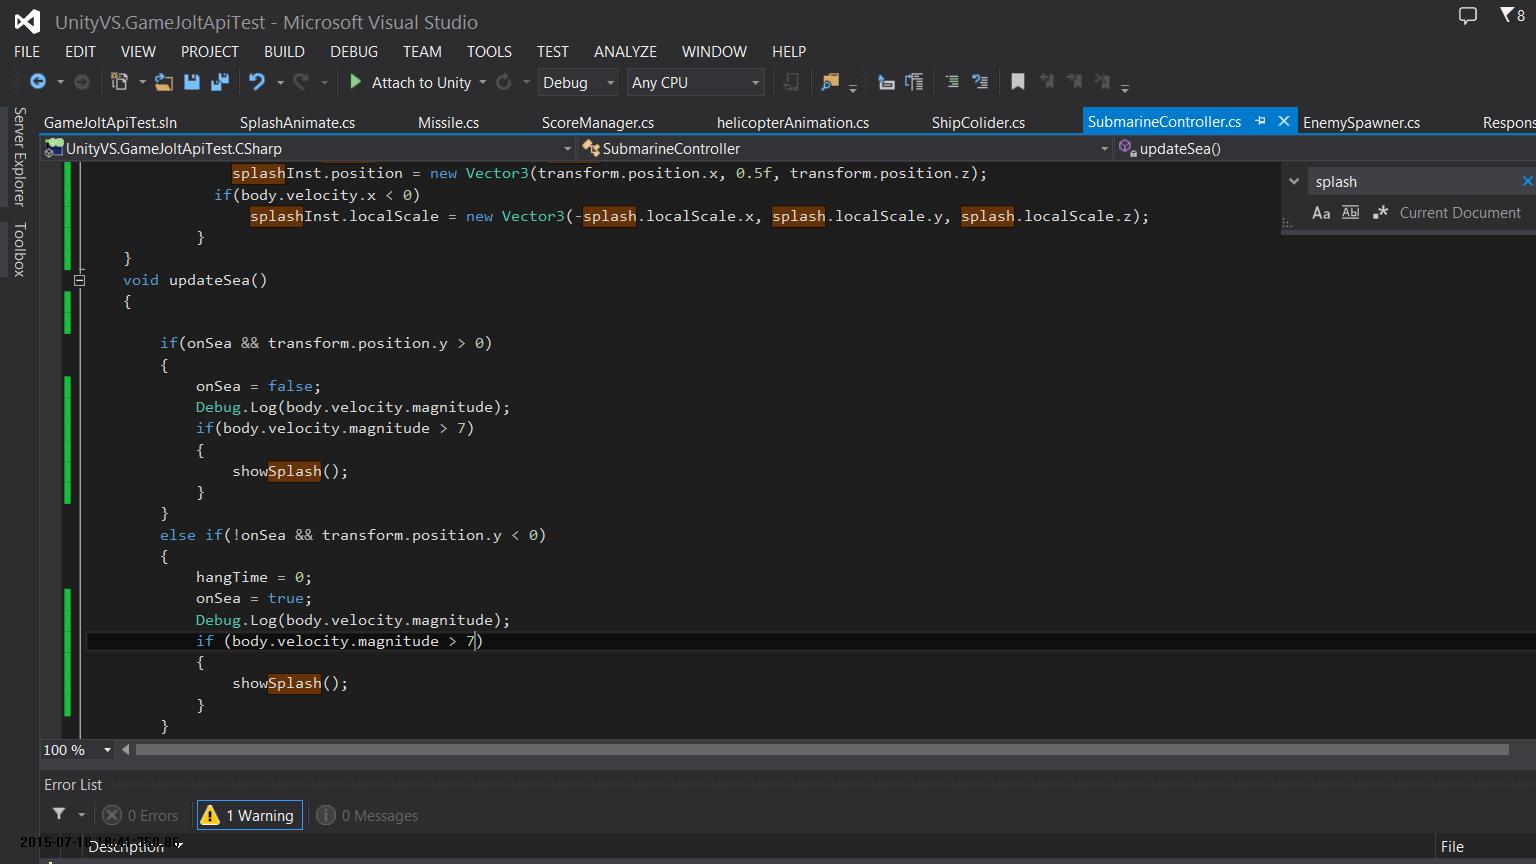 UnityVS.GameJoltApiTest - Microsoft Visual Studio
8
FILE EDIT VIEW PROJECT BUILD DEBUG TEAM TOOLS TEST ANALYZE WINDOW HELP
Attach to Unity Debug Any CPU
Server Explorer
Toolbox
GameJoltApiTest.sln SplashAnimate.cs Missile.cs ScoreManager.cs helicopterAnimation.cs ShipColider.cs SubmarineController.cs EnemySpawner.cs Respons
UnityVS.GameJoltApiTest.CSharp SubmarineController updateSea()
splash
Aa Abl .* Current Document
splashInst.position = new Vector3(transform.position.x, 0.5f, transform.position.z);
if(body.velocity.x < 0)
splashInst.localScale = new Vector3(-splash.localScale.x, splash.localScale.y, splash.localScale.z);
}
}
void updateSea()
{
if(onSea && transform.position.y > 0)
{
onSea = false;
Debug.Log(body.velocity.magnitude);
if(body.velocity.magnitude > 7)
{
showSplash();
}
}
else if(!onSea && transform.position.y < 0)
{
hangTime = 0;
onSea = true;
Debug.Log(body.velocity.magnitude);
if (body.velocity.magnitude > 7)
{
showSplash();
}
}
100 %
Error List
0 Errors 1 Warning 0 Messages
Description File